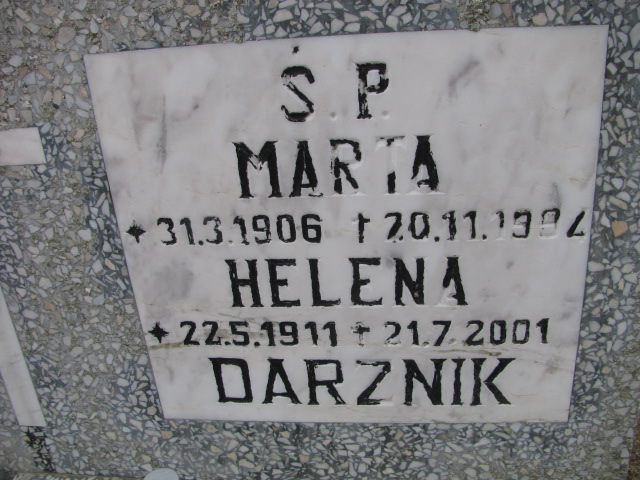 Ś.P.
MARTA
*31.3.1906 †20.11.1984
HELENA
*22.5.1911 †21.7.2001
DARZNIK